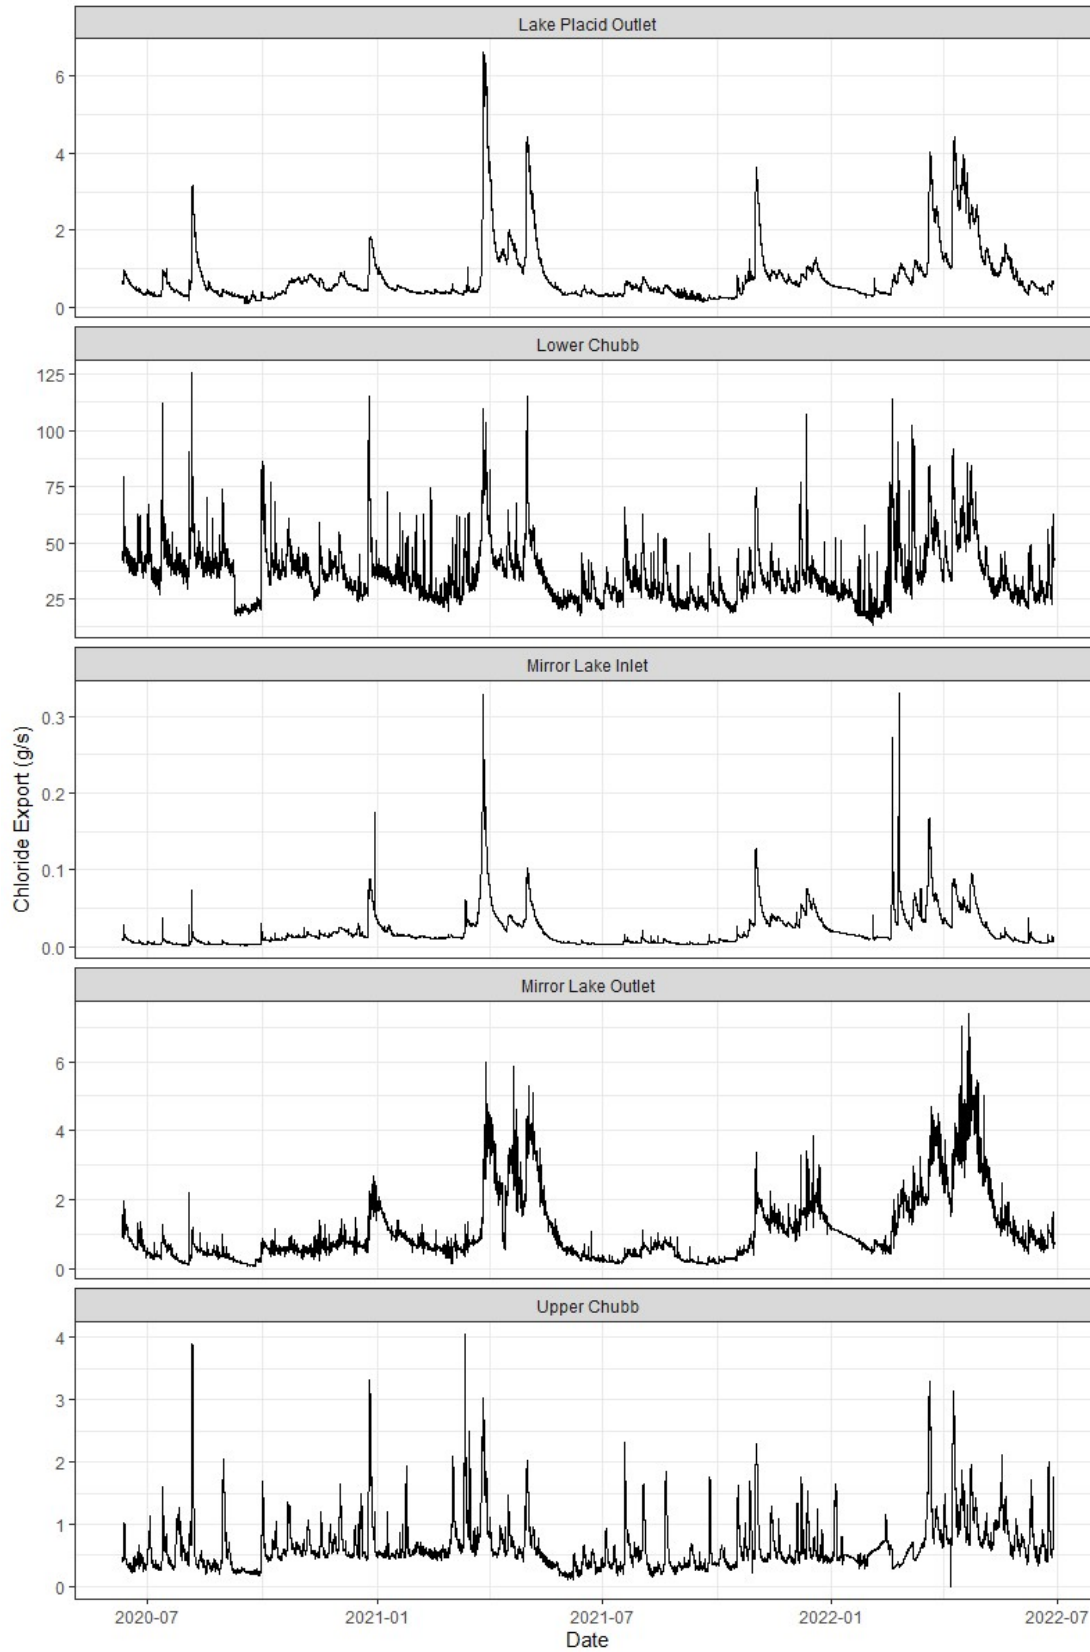 Lake Placid Outlet
6
4
2
0
Lower Chubb
125
100
75
50
25
Mirror Lake Inlet
0.3
0.2
0.1
0.0
Chloride Export (g/s)
Mirror Lake Outlet
6
4
2
0
Upper Chubb
4
3
2
1
0
2020-07 2021-01 2021-07 2022-01 2022-07
Date